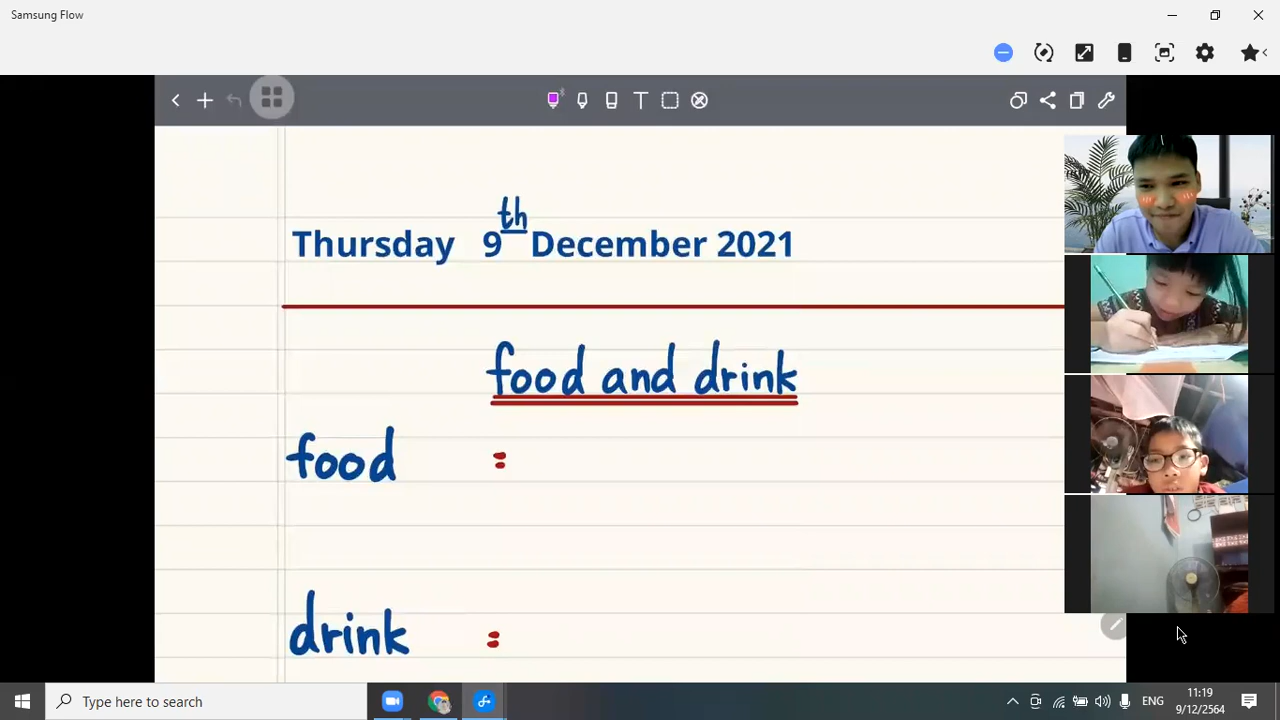 Samsung Flow
T
Thursday 9th December 2021
food and drink
food :
drink :
Type here to search
ENG
11:19
9/12/2564